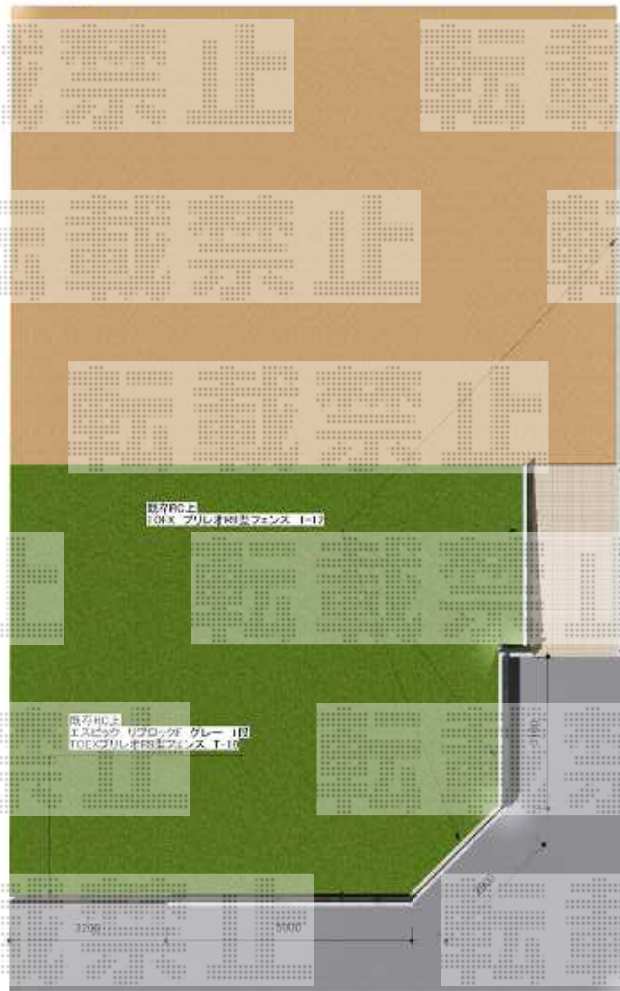 転載禁止
転載禁止
転載禁止
既存RC上
TOEX プリレオR8型フェンス T-12
転載禁止
既存RC上
エスビック リブロックF グレー 1段
TOEXプリレオR8型フェンス T-10
転載禁止
3200
5000
転載禁止